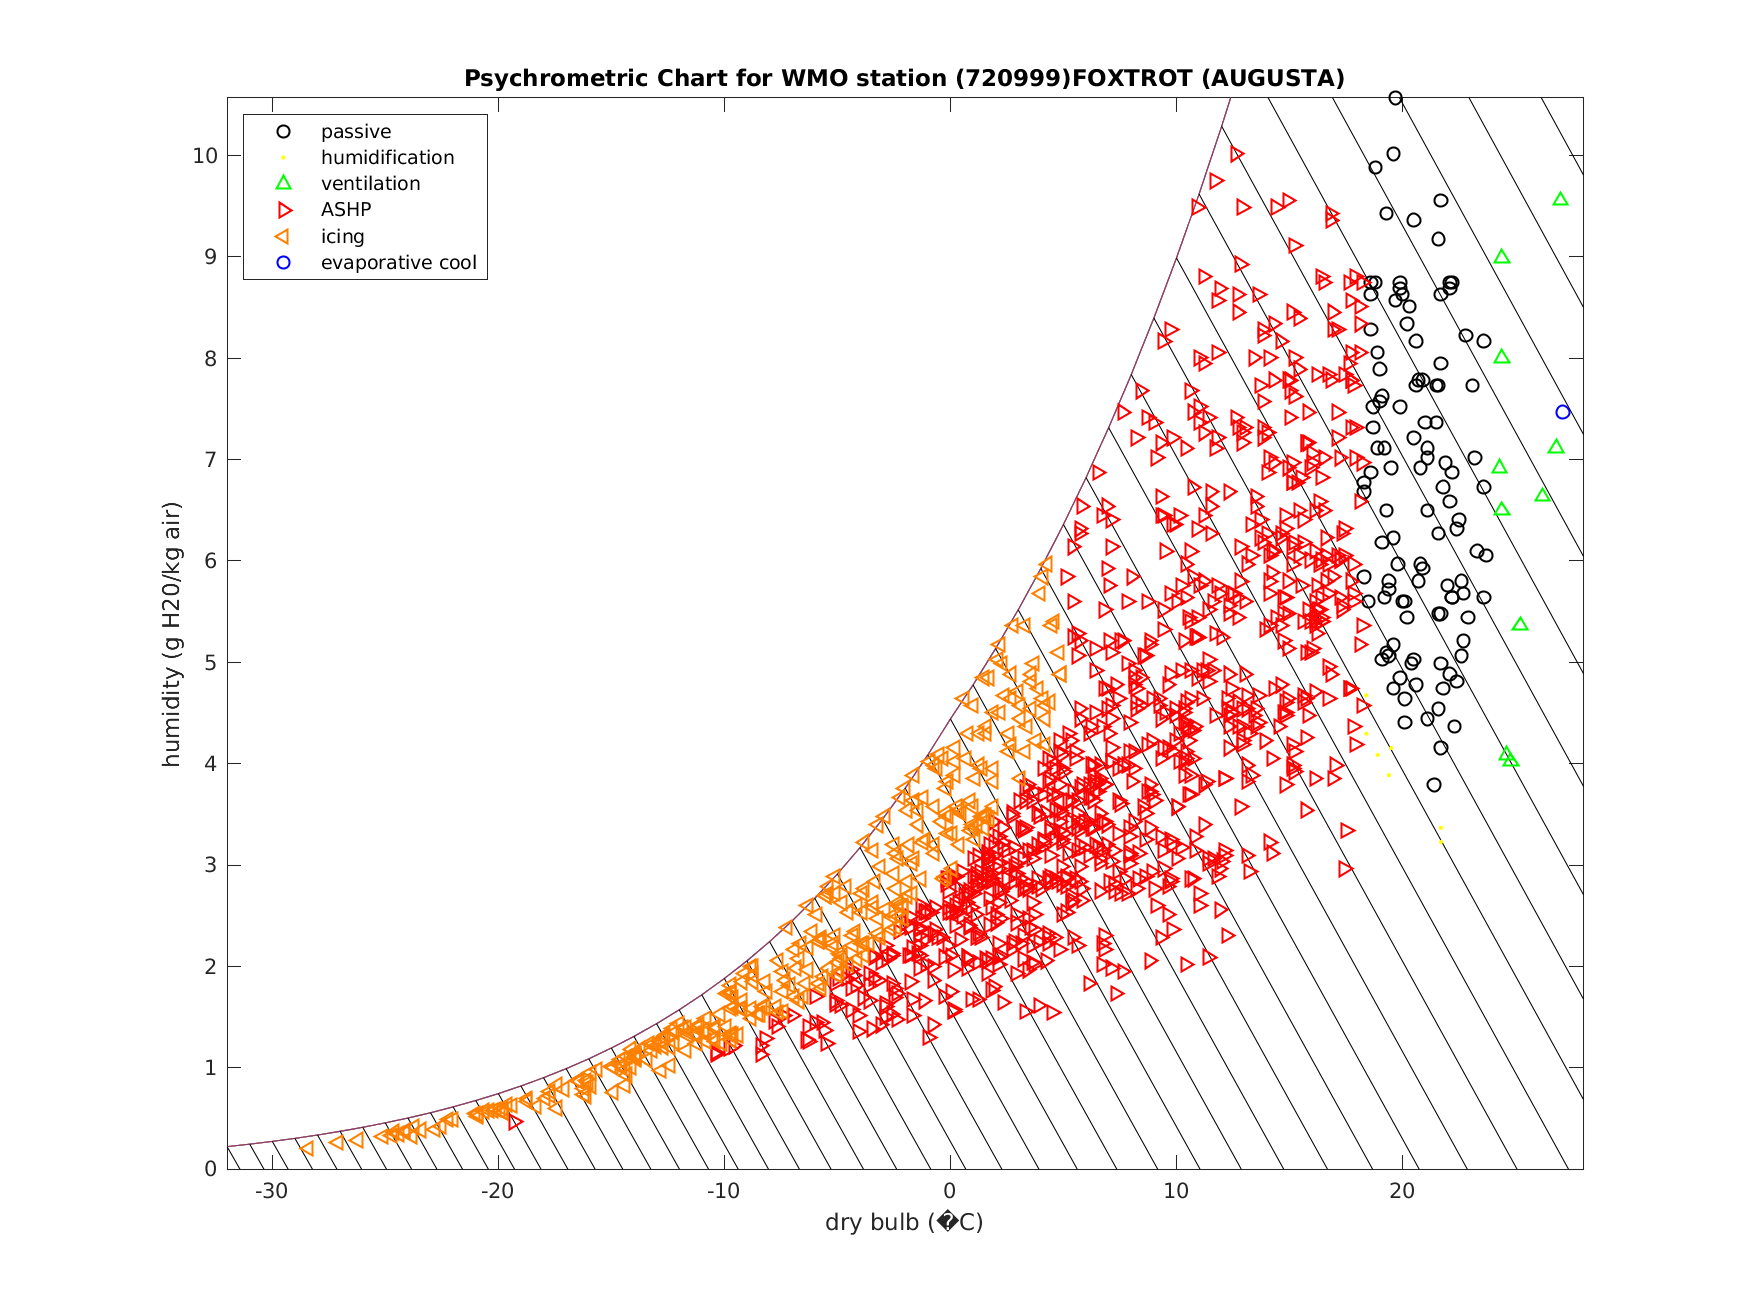 Psychrometric Chart for WMO station (720999)FOXTROT (AUGUSTA)
passive
humidification
ventilation
ASHP
icing
evaporative cool
humidity (g H20/kg air)
10
9
8
7
6
5
4
3
2
1
0
-30 -20 -10 0 10 20
dry bulb (�C)